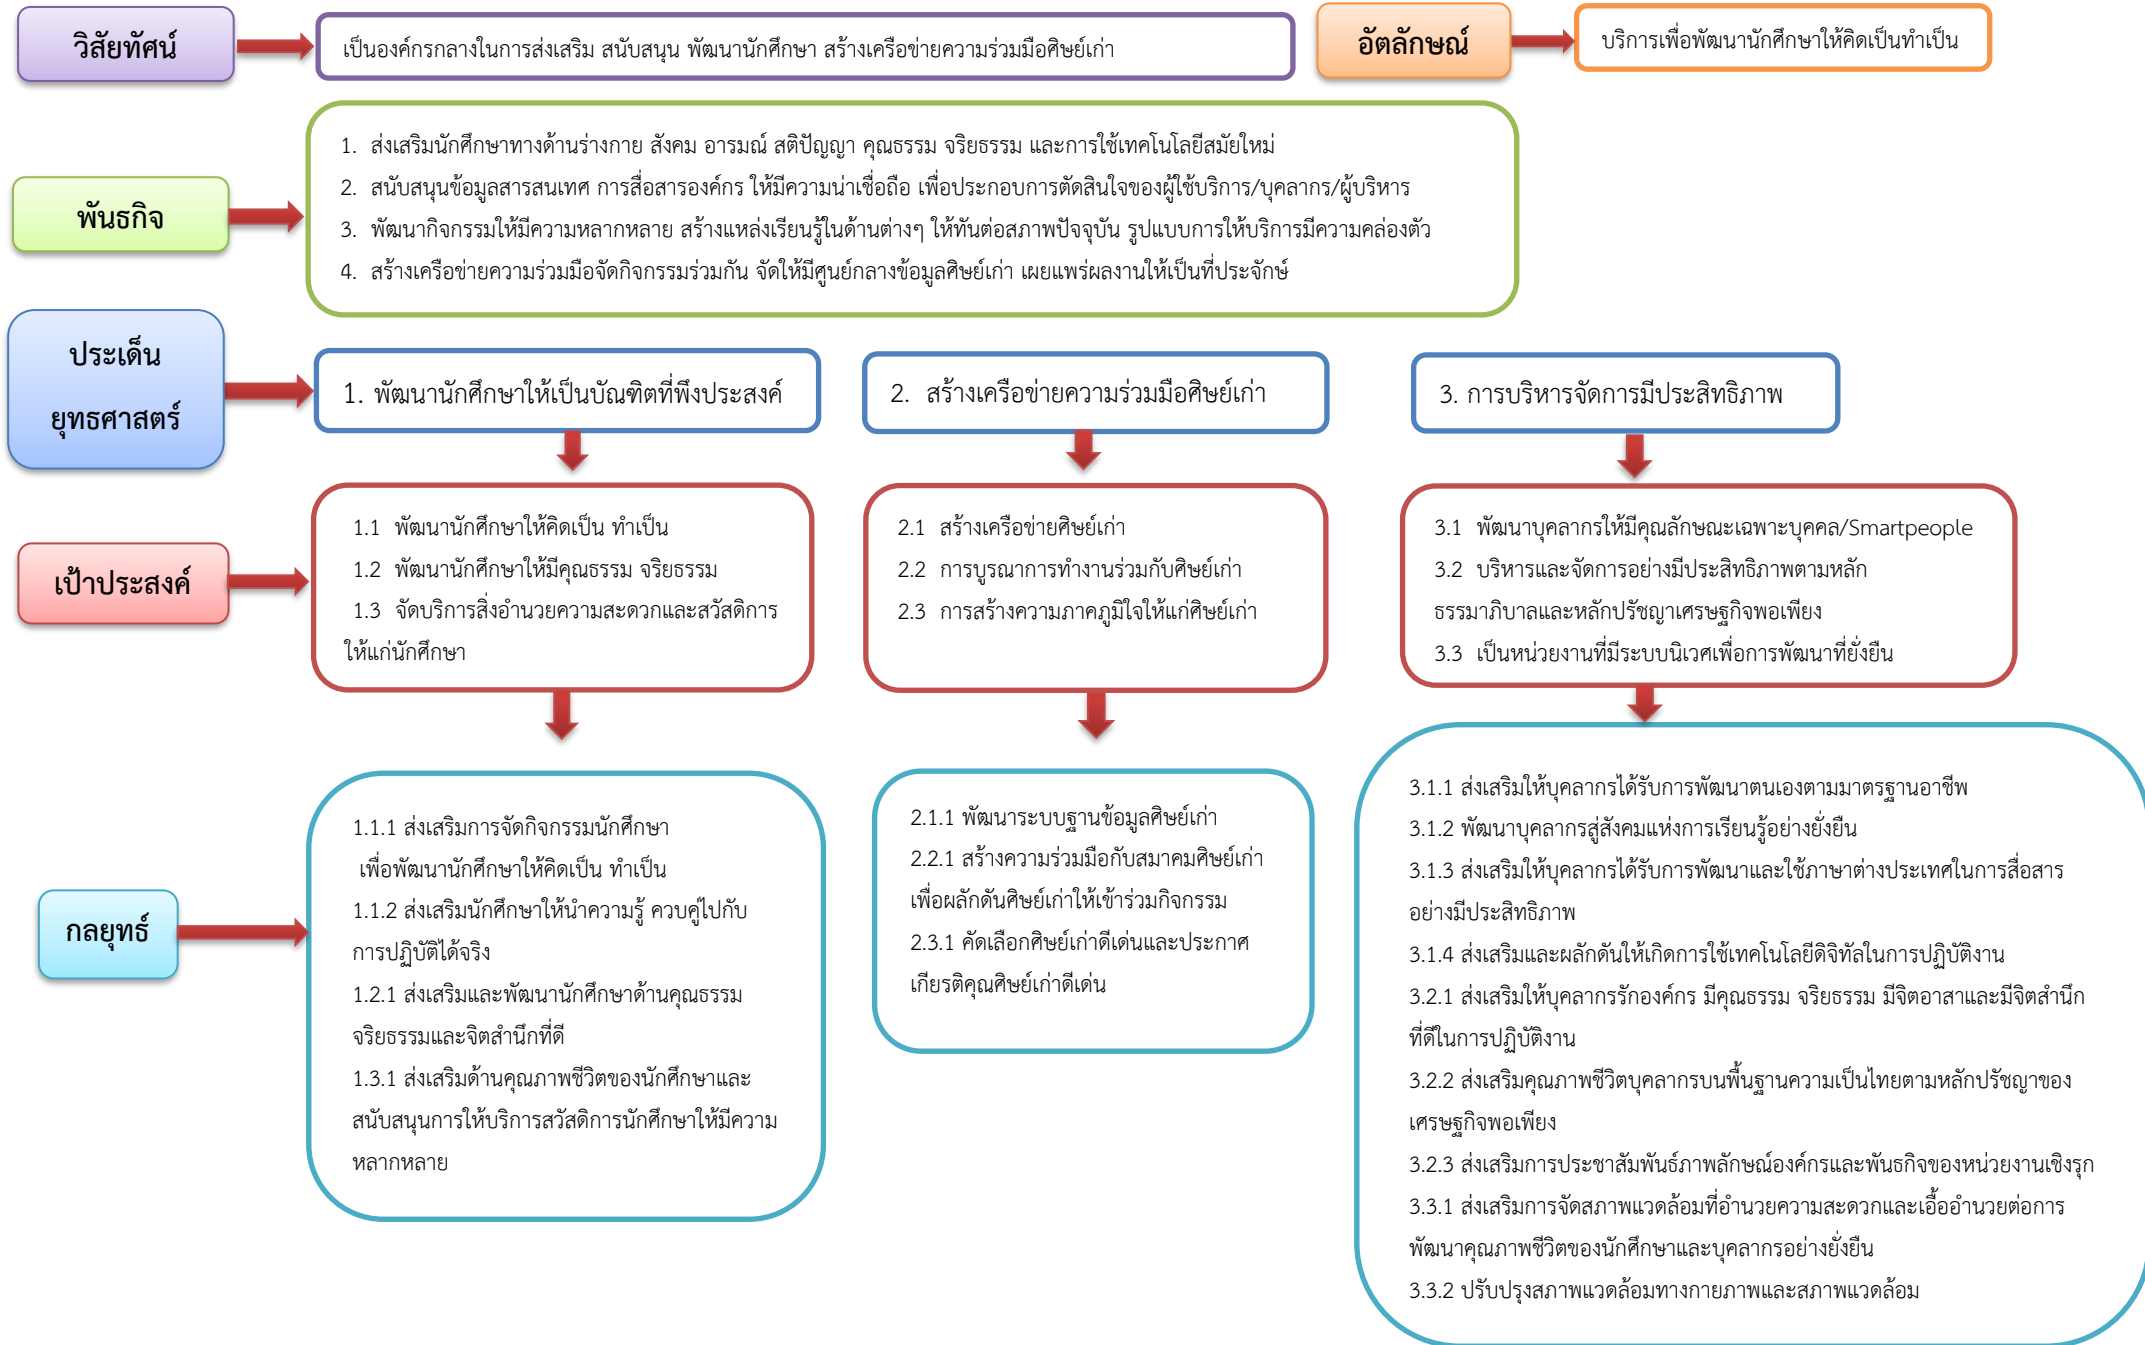 วิสัยทัศน์
เป็นองค์กรกลางในการส่งเสริม สนับสนุน พัฒนานักศึกษา สร้างเครือข่ายความร่วมมือศิษย์เก่า
อัตลักษณ์
บริการเพื่อพัฒนานักศึกษาให้คิดเป็นทำเป็น
พันธกิจ
1. ส่งเสริมนักศึกษาทางด้านร่างกาย สังคม อารมณ์ สติปัญญา คุณธรรม จริยธรรม และการใช้เทคโนโลยีสมัยใหม่
2. สนับสนุนข้อมูลสารสนเทศ การสื่อสารองค์กร ให้มีความน่าเชื่อถือ เพื่อประกอบการตัดสินใจของผู้ใช้บริการ/บุคลากร/ผู้บริหาร
3. พัฒนากิจกรรมให้มีความหลากหลาย สร้างแหล่งเรียนรู้ในด้านต่างๆ ให้ทันต่อสภาพปัจจุบัน รูปแบบการให้บริการมีความคล่องตัว
4. สร้างเครือข่ายความร่วมมือจัดกิจกรรมร่วมกัน จัดให้มีศูนย์กลางข้อมูลศิษย์เก่า เผยแพร่ผลงานให้เป็นที่ประจักษ์
ประเด็น
ยุทธศาสตร์
1. พัฒนานักศึกษาให้เป็นบัณฑิตที่พึงประสงค์
2. สร้างเครือข่ายความร่วมมือศิษย์เก่า
3. การบริหารจัดการมีประสิทธิภาพ
เป้าประสงค์
1.1 พัฒนานักศึกษาให้คิดเป็น ทำเป็น
1.2 พัฒนานักศึกษาให้มีคุณธรรม จริยธรรม
1.3 จัดบริการสิ่งอำนวยความสะดวกและสวัสดิการ
ให้แก่นักศึกษา
2.1 สร้างเครือข่ายศิษย์เก่า
2.2 การบูรณาการทำงานร่วมกับศิษย์เก่า
2.3 การสร้างความภาคภูมิใจให้แก่ศิษย์เก่า
3.1 พัฒนาบุคลากรให้มีคุณลักษณะเฉพาะบุคคล/Smartpeople
3.2 บริหารและจัดการอย่างมีประสิทธิภาพตามหลัก
ธรรมาภิบาลและหลักปรัชญาเศรษฐกิจพอเพียง
3.3 เป็นหน่วยงานที่มีระบบนิเวศเพื่อการพัฒนาที่ยั่งยืน
กลยุทธ์
1.1.1 ส่งเสริมการจัดกิจกรรมนักศึกษา
เพื่อพัฒนานักศึกษาให้คิดเป็น ทำเป็น
1.1.2 ส่งเสริมนักศึกษาให้นำความรู้ ควบคู่ไปกับ
การปฏิบัติได้จริง
1.2.1 ส่งเสริมและพัฒนานักศึกษาด้านคุณธรรม
จริยธรรมและจิตสำนึกที่ดี
1.3.1 ส่งเสริมด้านคุณภาพชีวิตของนักศึกษาและ
สนับสนุนการให้บริการสวัสดิการนักศึกษาให้มีความ
หลากหลาย
2.1.1 พัฒนาระบบฐานข้อมูลศิษย์เก่า
2.2.1 สร้างความร่วมมือกับสมาคมศิษย์เก่า
เพื่อผลักดันศิษย์เก่าให้เข้าร่วมกิจกรรม
2.3.1 คัดเลือกศิษย์เก่าดีเด่นและประกาศ
เกียรติคุณศิษย์เก่าดีเด่น
3.1.1 ส่งเสริมให้บุคลากรได้รับการพัฒนาตนเองตามมาตรฐานอาชีพ
3.1.2 พัฒนาบุคลากรสู่สังคมแห่งการเรียนรู้อย่างยั่งยืน
3.1.3 ส่งเสริมให้บุคลากรได้รับการพัฒนาและใช้ภาษาต่างประเทศในการสื่อสาร
อย่างมีประสิทธิภาพ
3.1.4 ส่งเสริมและผลักดันให้เกิดการใช้เทคโนโลยีดิจิทัลในการปฏิบัติงาน
3.2.1 ส่งเสริมให้บุคลากรรักองค์กร มีคุณธรรม จริยธรรม มีจิตอาสาและมีจิตสำนึก
ที่ดีในการปฏิบัติงาน
3.2.2 ส่งเสริมคุณภาพชีวิตบุคลากรบนพื้นฐานความเป็นไทยตามหลักปรัชญาของ
เศรษฐกิจพอเพียง
3.2.3 ส่งเสริมการประชาสัมพันธ์ภาพลักษณ์องค์กรและพันธกิจของหน่วยงานเชิงรุก
3.3.1 ส่งเสริมการจัดสภาพแวดล้อมที่อำนวยความสะดวกและเอื้ออำนวยต่อการ
พัฒนาคุณภาพชีวิตของนักศึกษาและบุคลากรอย่างยั่งยืน
3.3.2 ปรับปรุงสภาพแวดล้อมทางกายภาพและสภาพแวดล้อม